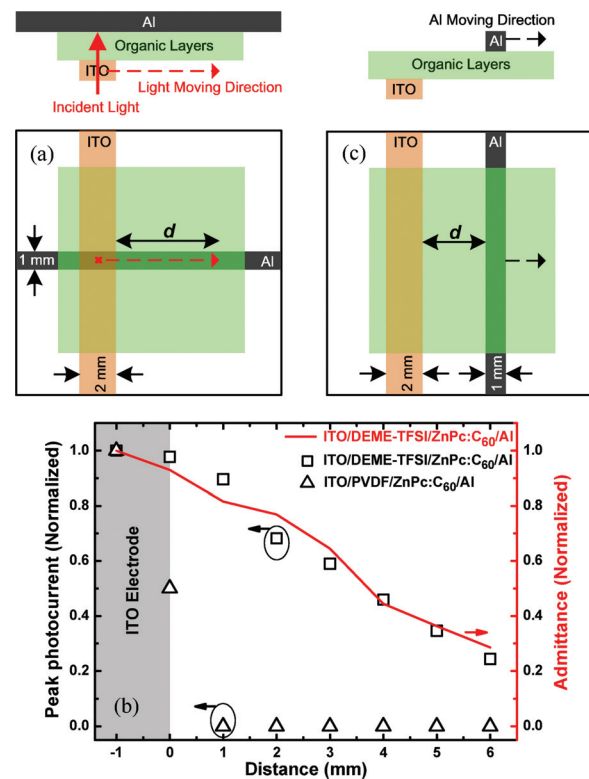 Al
Organic Layers
ITO
Light Moving Direction
Incident Light
Al Moving Direction
Al
Organic Layers
ITO
(a)
ITO
d
1 mm
Al
2 mm
(c)
ITO
Al
d
2 mm
1 mm
ITO/DEME-TFSI/ZnPc:C60/Al
ITO/DEME-TFSI/ZnPc:C60/Al
ITO/PVDF/ZnPc:C60/Al
Peak photocurrent (Normalized)
1.0
0.8
0.6
0.4
0.2
0.0
ITO Electrode
(b)
1.0
0.8
0.6
0.4
0.2
0.0
Admittance (Normalized)
-1 0 1 2 3 4 5 6
Distance (mm)